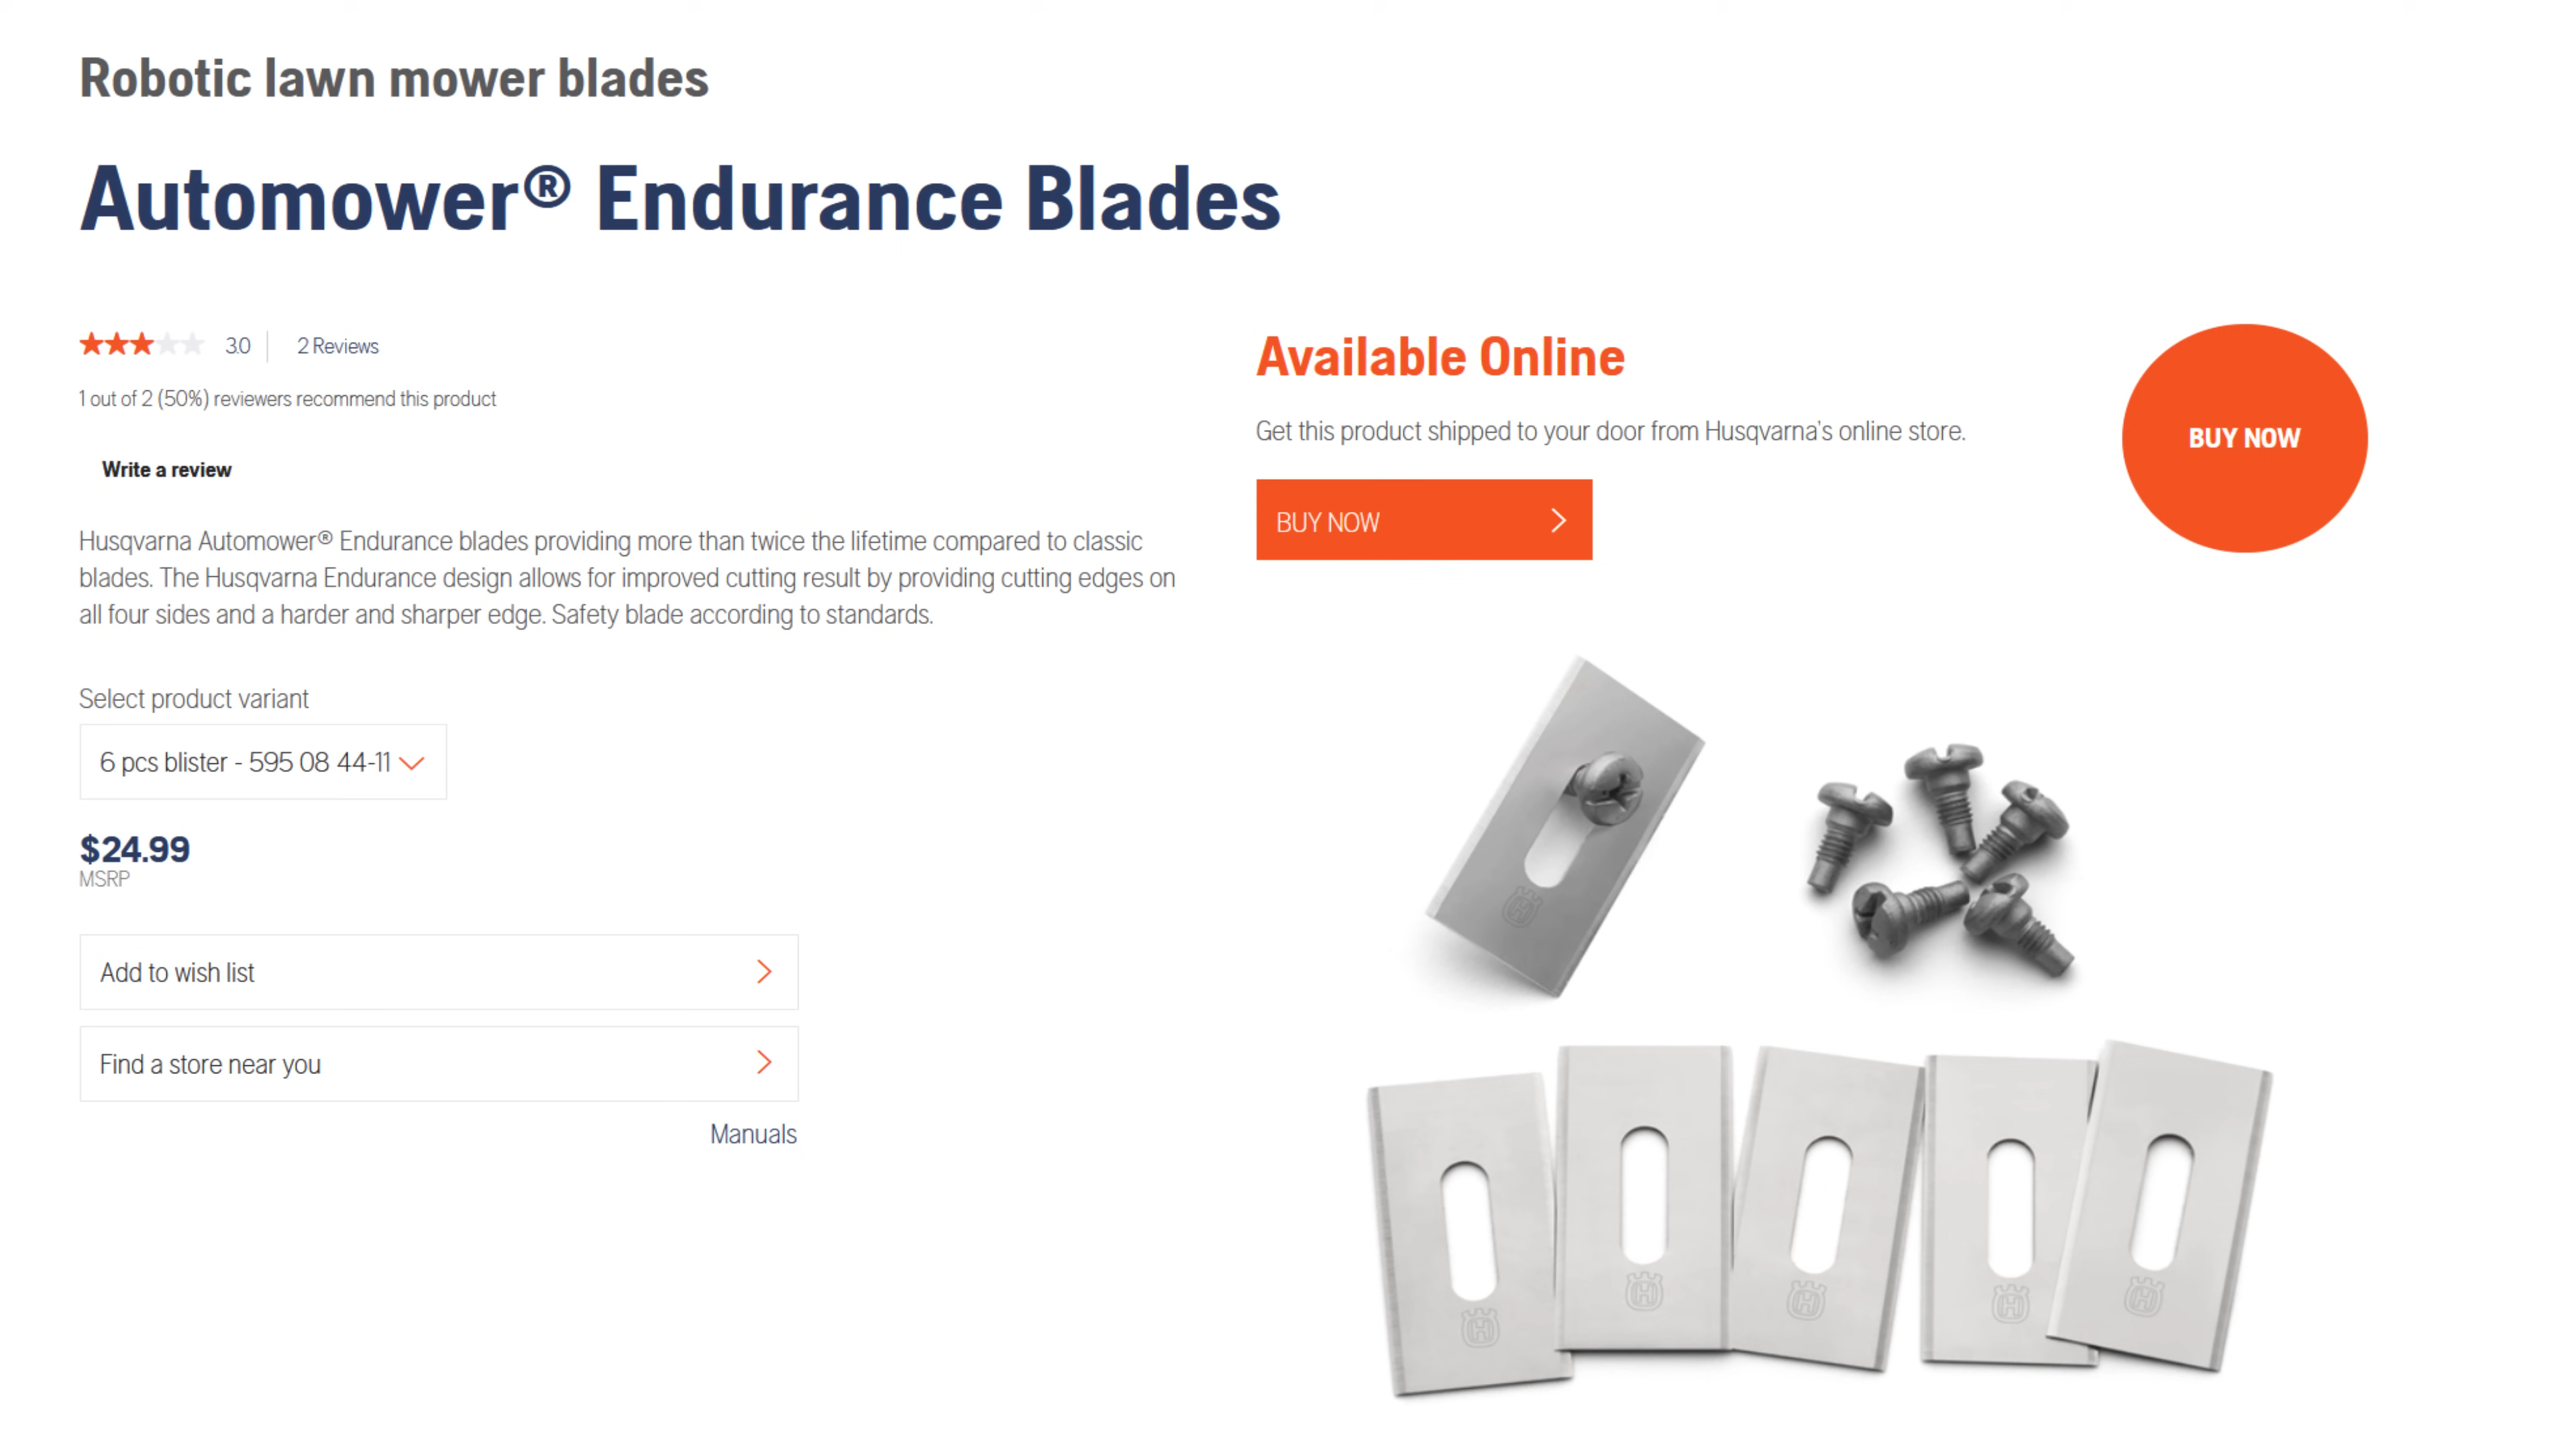 Robotic lawn mower blades
Automower® Endurance Blades
3.0
2 Reviews
1 out of 2 (50%) reviewers recommend this product
Write a review
Husqvarna Automower® Endurance blades providing more than twice the lifetime compared to classic
blades. The Husqvarna Endurance design allows for improved cutting result by providing cutting edges on
all four sides and a harder and sharper edge. Safety blade according to standards.
Select product variant
6 pcs blister - 595 08 44-11
$24.99
MSRP
Add to wish list
Find a store near you
Manuals
Available Online
Get this product shipped to your door from Husqvarna's online store.
BUY NOW
BUY NOW
H
H
H
H
H
H